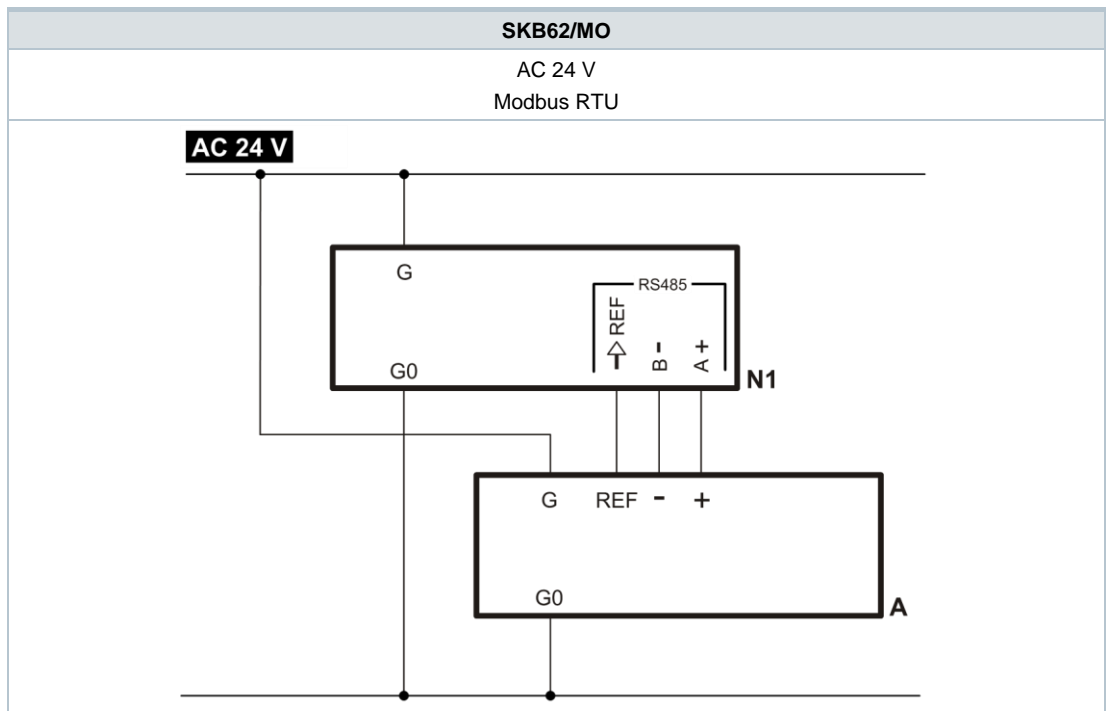 SKB62/MO
AC 24 V
Modbus RTU
AC 24 V
G
RS485
REF
B -
A +
G0
N1
G REF - +
G0
A